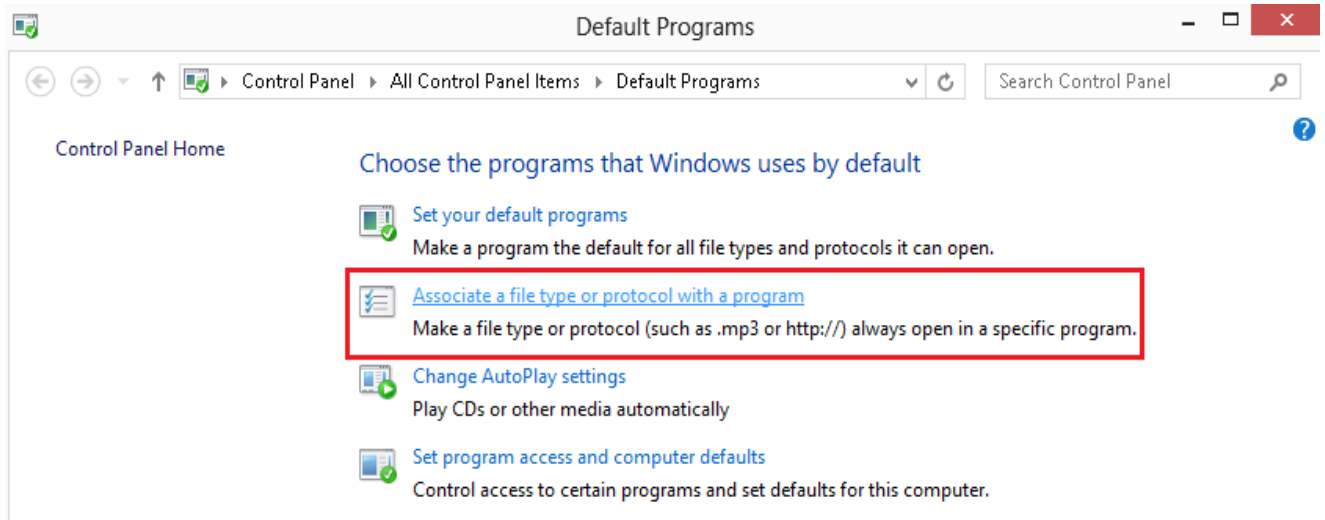 Default Programs
Control Panel All Control Panel Items Default Programs
Search Control Panel
Control Panel Home
Choose the programs that Windows uses by default
Set your default programs
Make a program the default for all file types and protocols it can open.
Associate a file type or protocol with a program
Make a file type or protocol (such as .mp3 or http://) always open in a specific program.
Change AutoPlay settings
Play CDs or other media automatically
Set program access and computer defaults
Control access to certain programs and set defaults for this computer.